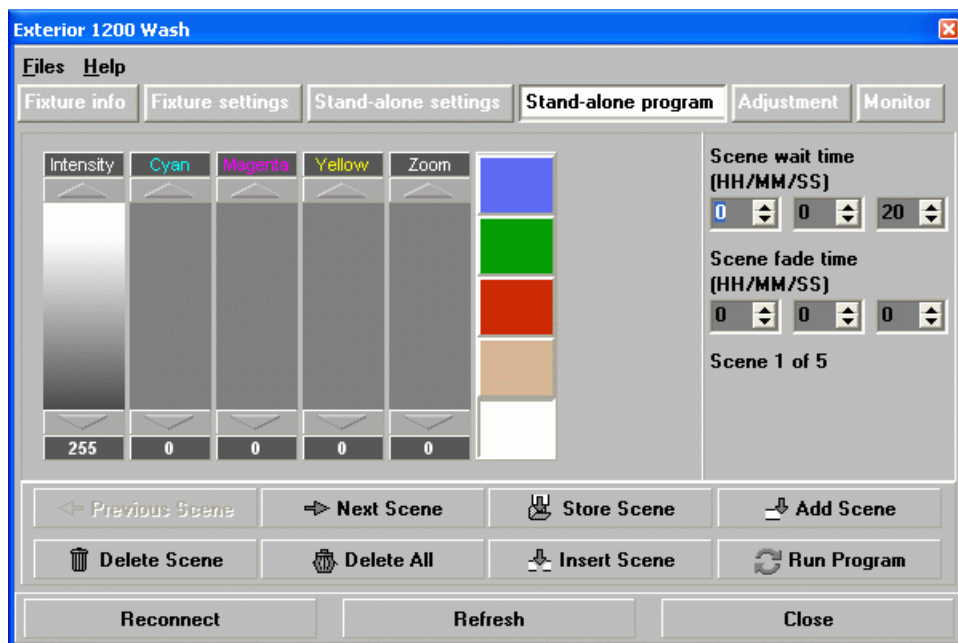 Exterior 1200 Wash
Files Help
Fixture info Fixture settings Stand-alone settings Stand-alone program Adjustment Monitor
Intensity Cyan Magenta Yellow Zoom
255 0 0 0 0
Scene wait time
(HH/MM/SS)
0 0 20
Scene fade time
(HH/MM/SS)
0 0 0
Scene 1 of 5
Previous Scene Next Scene Store Scene Add Scene
Delete Scene Delete All Insert Scene Run Program
Reconnect Refresh Close